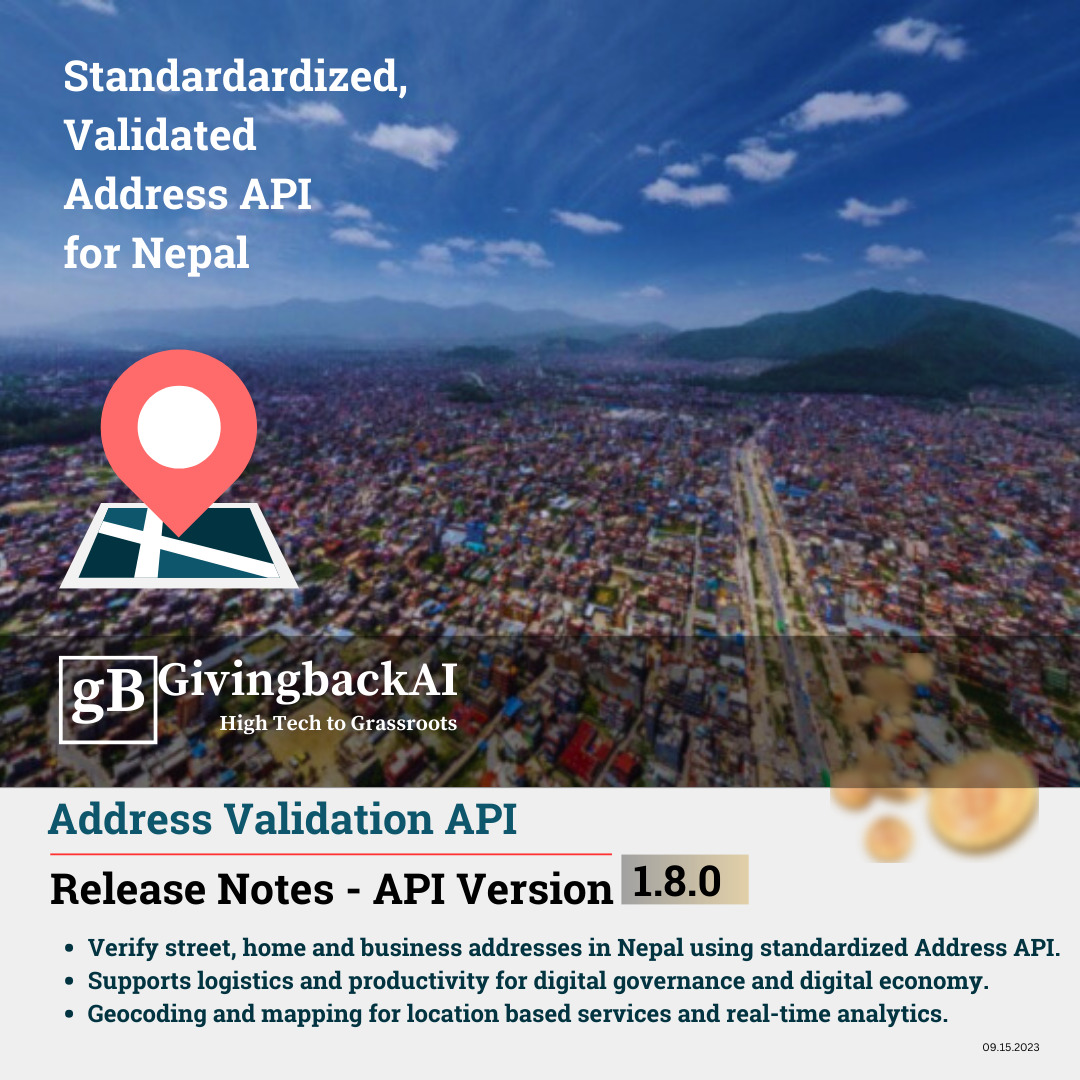 Standardardized,
Validated
Address API
for Nepal
gB
GivingbackAI
High Tech to Grassroots
Address Validation API
Release Notes - API Version 1.8.0
• Verify street, home and business addresses in Nepal using standardized Address API.
• Supports logistics and productivity for digital governance and digital economy.
• Geocoding and mapping for location based services and real-time analytics.
09.15.2023